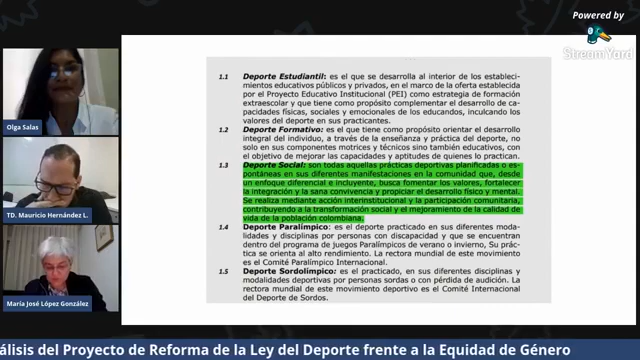 Powered by
StreamYard
1.1 Deporte Estudiantil: es el que se desarrolla al interior de los estableci-
mientos educativos públicos y privados, en el marco de la oferta establecida
por el Proyecto Educativo Institucional (PEI) como estrategia de formación
extraescolar y que tiene como propósito complementar el desarrollo de ca-
pacidades físicas, sociales y emocionales de los educandos, inculcando los
valores del deporte en sus practicantes.
1.2 Deporte Formativo: es el que tiene como propósito orientar el desarrollo
integral del individuo, a través de la enseñanza y práctica del deporte, no
solo en sus componentes motrices y técnicos sino también educativos, con
el objetivo de mejorar las capacidades y aptitudes de quienes lo practican.
1.3 Deporte Social: son todas aquellas prácticas deportivas planificadas o es-
pontáneas en sus diferentes manifestaciones en la comunidad que, desde
un enfoque diferencial e incluyente, busca fomentar los valores, fortalecer
la integración y la sana convivencia y propiciar el desarrollo físico y mental.
Se realiza mediante acción interinstitucional y la participación comunitaria,
contribuyendo a la transformación social y el mejoramiento de la calidad de
vida de la población colombiana.
1.4 Deporte Paralímpico: es el deporte practicado en sus diferentes moda-
lidades y disciplinas por personas con discapacidad y que se encuentran
dentro del programa de juegos Paralímpicos de verano o invierno, Su prác-
tica se orienta al alto rendimiento. La rectora mundial de este movimiento
es el Comité Paralímpico Internacional.
1.5 Deporte Sordolímpico: es el practicado, en sus diferentes disciplinas y
modalidades deportivas por personas sordas o con pérdida de audición. La
rectora mundial de este movimiento deportivo es el Comité Internacional
del Deporte de Sordos.
Olga Salas
TD. Mauricio Hernández L.
María José López González
álisis del Proyecto de Reforma de la Ley del Deporte frente a la Equidad de Género